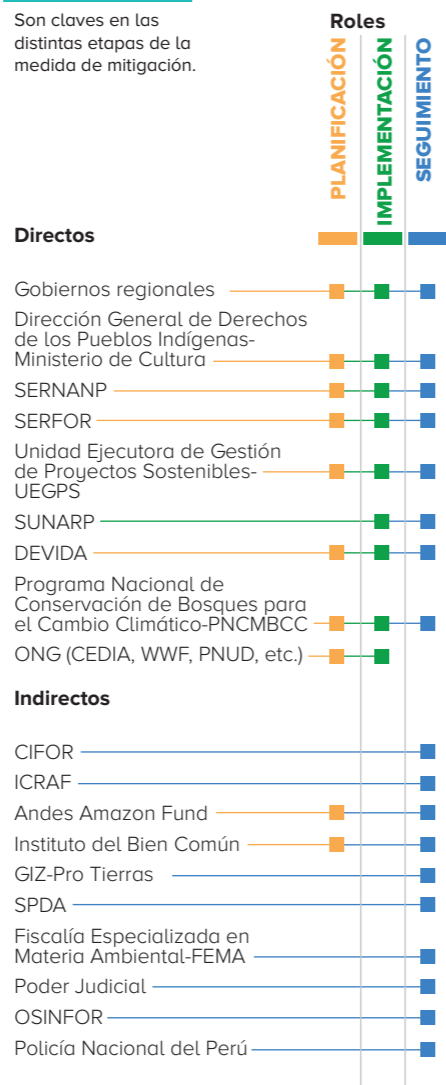 Son claves en las
distintas etapas de la
medida de mitigación.
Roles
PLANIFICACIÓN
IMPLEMENTACIÓN
SEGUIMIENTO
Directos
Gobiernos regionales
Dirección General de Derechos
de los Pueblos Indígenas-
Ministerio de Cultura
SERNANP
SERFOR
Unidad Ejecutora de Gestión
de Proyectos Sostenibles-
UEGPS
SUNARP
DEVIDA
Programa Nacional de
Conservación de Bosques para
el Cambio Climático-PNCMBCC
ONG (CEDIA, WWF, PNUD, etc.)
Indirectos
CIFOR
ICRAF
Andes Amazon Fund
Instituto del Bien Común
GIZ-Pro Tierras
SPDA
Fiscalía Especializada en
Materia Ambiental-FEMA
Poder Judicial
OSINFOR
Policía Nacional del Perú